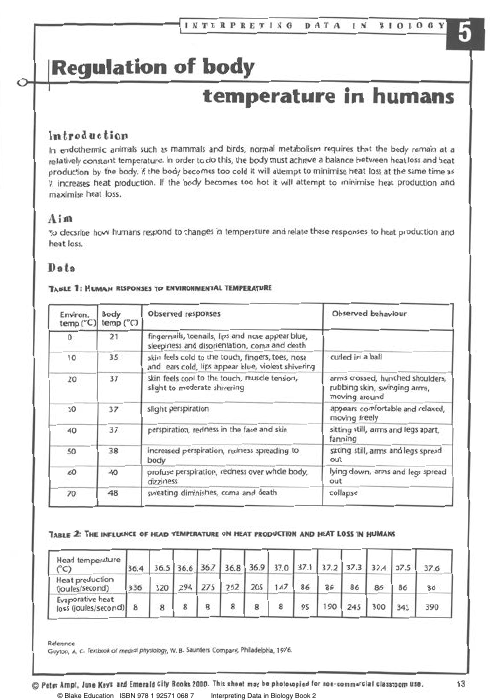 INTERPRETING DATA IN BIOLOGY
5
Regulation of body
temperature in humans
Introduction
In endothermic animals such as mammals and birds, normal metabolism requires that the body remain at a
relatively constant temperature. In order to do this, the body must achieve a balance between heat loss and heat
production by the body. If the body becomes too cold it will attempt to minimise heat loss at the same time as
it increases heat production. If the body becomes too hot it will attempt to minimise heat production and
maximise heat loss.
Aim
To describe how humans respond to changes in temperature and relate these responses to heat production and
heat loss.
Data
TABLE 1: HUMAN RESPONSES TO ENVIRONMENTAL TEMPERATURE
Environ. temp (°C) Body temp (°C) Observed responses Observed behaviour
0 21 fingernails, toenails, lips and nose appear blue,
sleepiness and disorientation, coma and death
10 35 skin feels cold to the touch, fingers, toes, nose curled in a ball
and ears cold, lips appear blue, violent shivering
20 37 skin feels cool to the touch, muscle tension, arms crossed, hunched shoulders,
slight to moderate shivering rubbing skin, swinging arms,
moving around
30 37 slight perspiration appears comfortable and relaxed,
moving freely
40 37 perspiration, redness in the face and skin sitting still, arms and legs apart,
fanning
50 38 increased perspiration, redness spreading to sitting still, arms and legs spread
body out
60 40 profuse perspiration, redness over whole body, lying down, arms and legs spread
dizziness out
70 48 sweating diminishes, coma and death collapse
TABLE 2: THE INFLUENCE OF HEAD TEMPERATURE ON HEAT PRODUCTION AND HEAT LOSS IN HUMANS
Head temperature
(°C) 36.4 36.5 36.6 36.7 36.8 36.9 37.0 37.1 37.2 37.3 37.4 37.5 37.6
Heat production
(joules/second) 336 320 294 275 252 205 147 86 86 86 86 86
Evaporative heat
loss (joules/second) 8 8 8 8 8 8 8 95 190 245 300 345 390
Reference
Guyton, A. C. Textbook of medical physiology, W. B. Saunders Company, Philadelphia, 1976.
© Peter Ampt, June Keys and Emerald City Books 2000. This sheet may be photocopied for non-commercial classroom use. 13
© Blake Education ISBN 978 1 92571 068 7 Interpreting Data in Biology Book 2